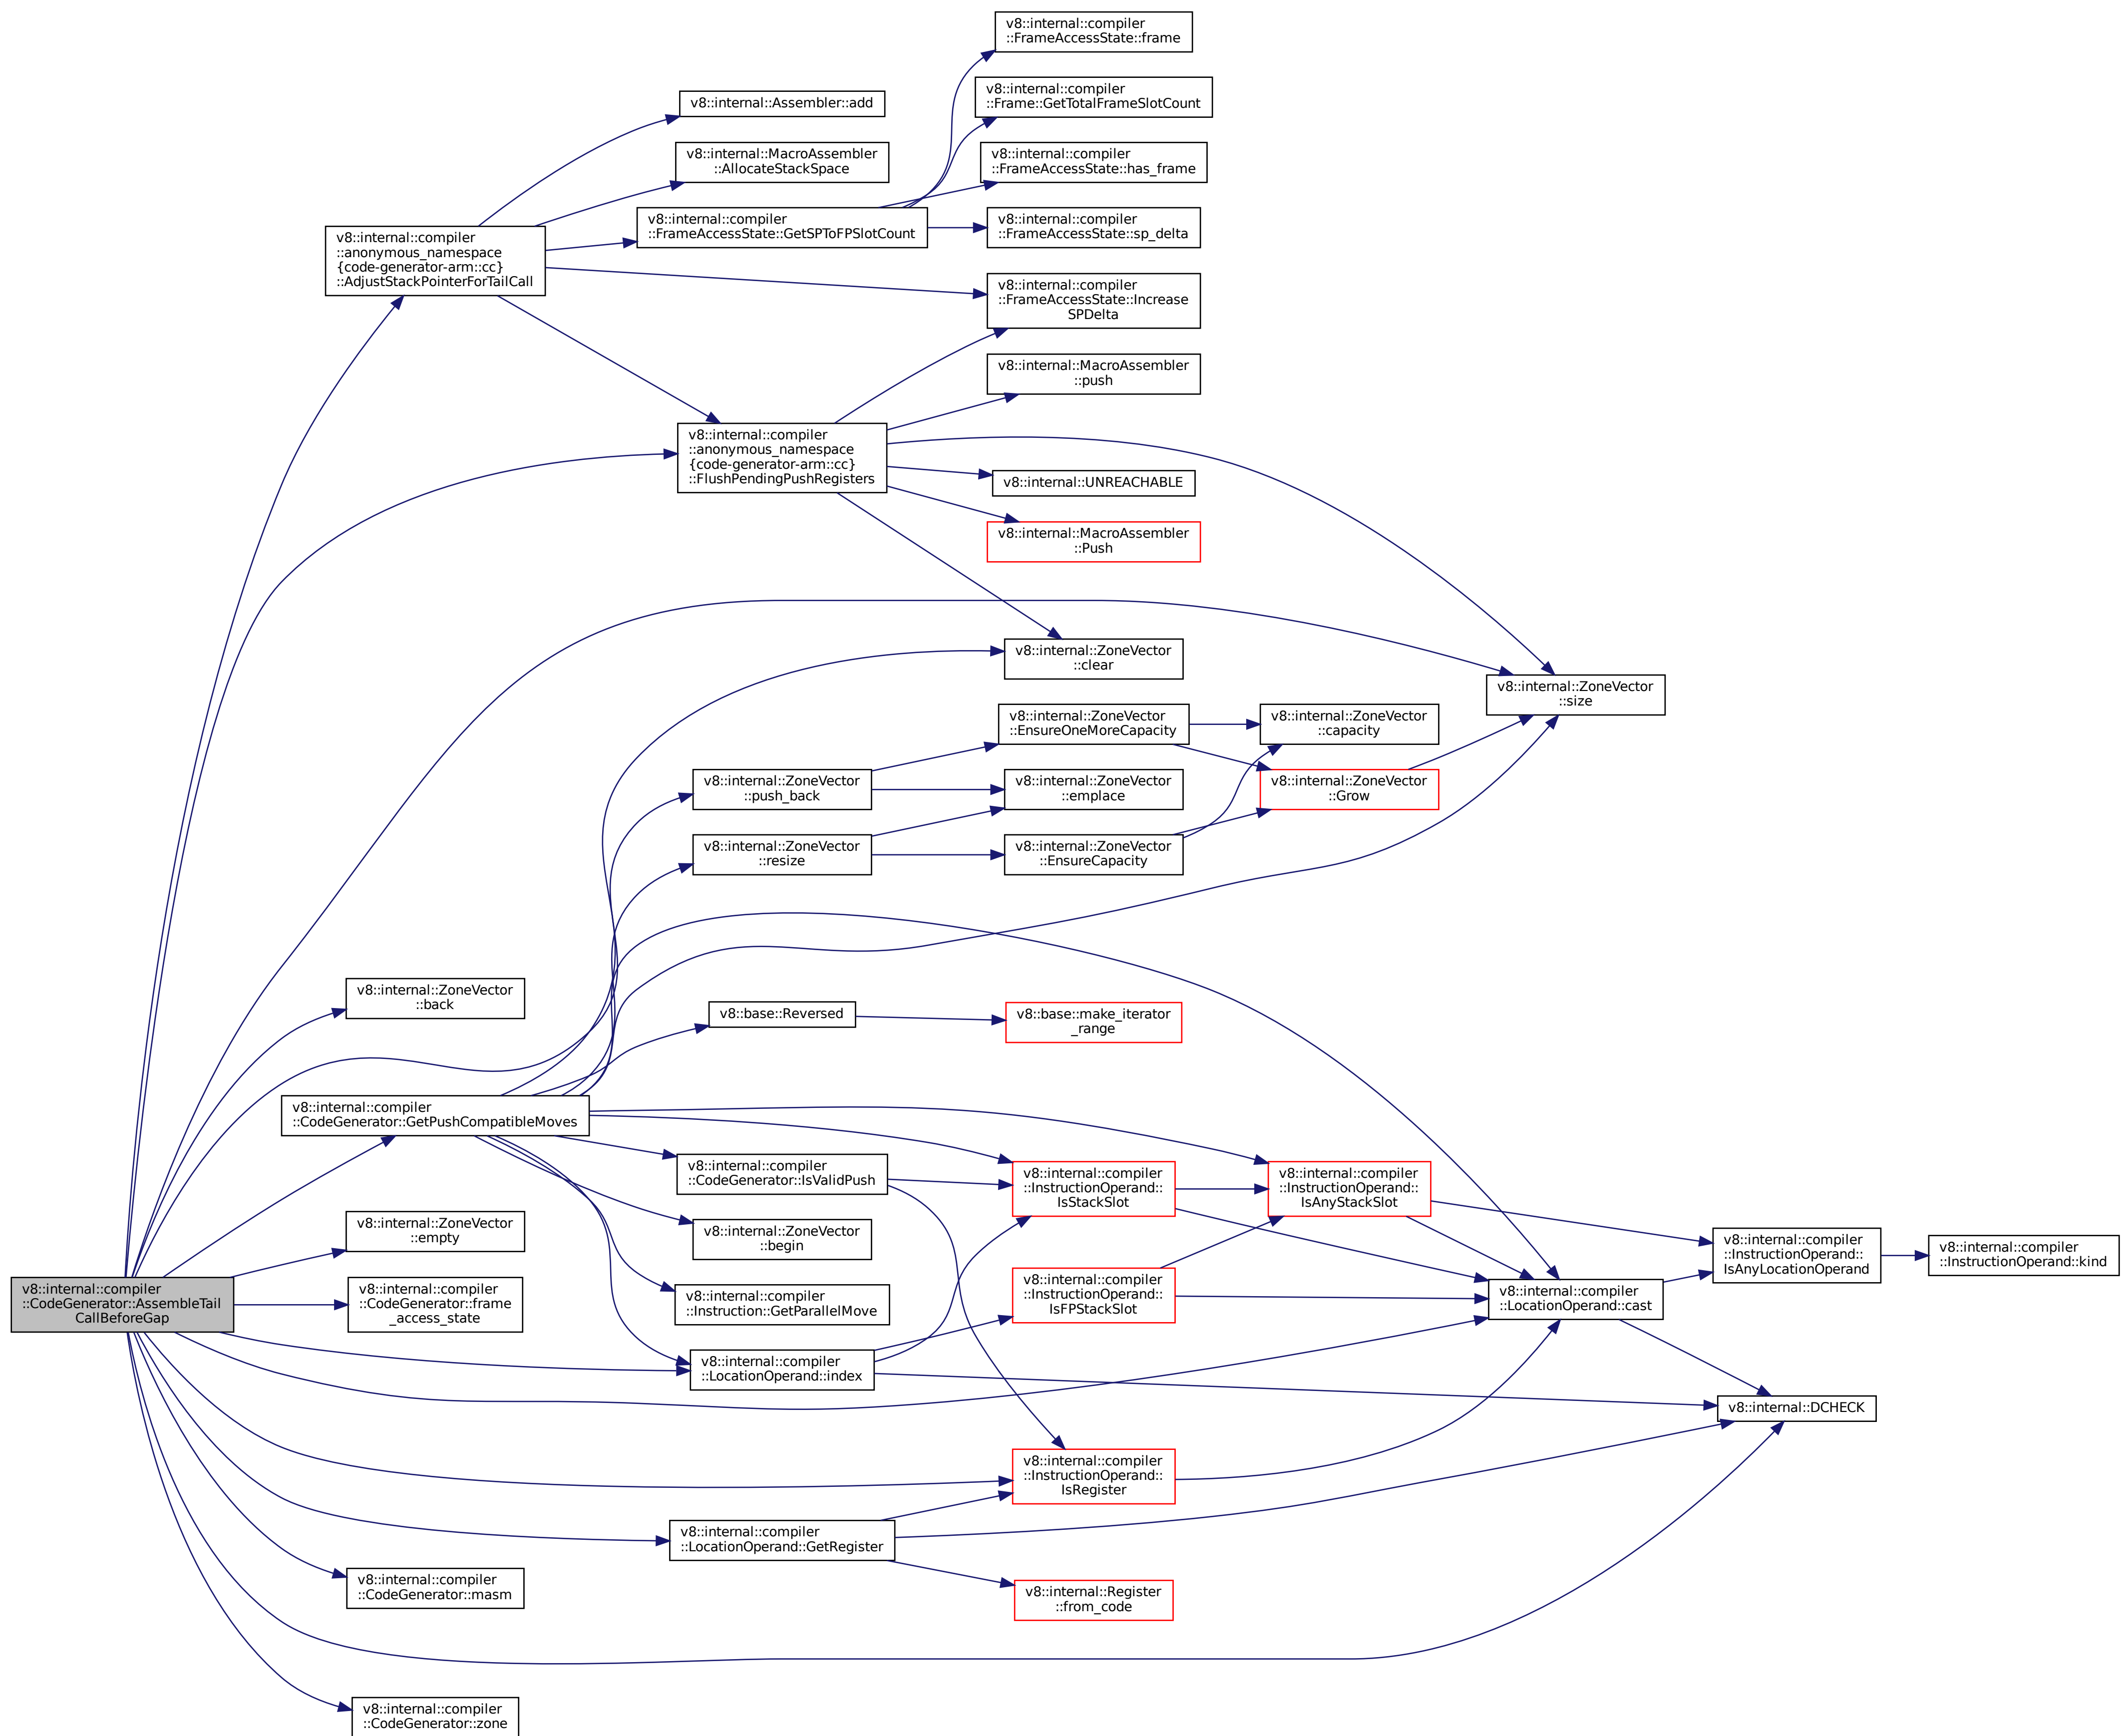 v8::internal::compiler
::FrameAccessState::frame
v8::internal::compiler
::Frame::GetTotalFrameSlotCount
v8::internal::Assembler::add
v8::internal::MacroAssembler
::AllocateStackSpace
v8::internal::compiler
::FrameAccessState::has_frame
v8::internal::compiler
::FrameAccessState::GetSPToFPSlotCount
v8::internal::compiler
::FrameAccessState::sp_delta
v8::internal::compiler
::anonymous_namespace
{code-generator-arm::cc}
::AdjustStackPointerForTailCall
v8::internal::compiler
::FrameAccessState::Increase
SPDelta
v8::internal::MacroAssembler
::push
v8::internal::compiler
::anonymous_namespace
{code-generator-arm::cc}
::FlushPendingPushRegisters
v8::internal::UNREACHABLE
v8::internal::MacroAssembler
::Push
v8::internal::ZoneVector
::clear
v8::internal::ZoneVector
::size
v8::internal::ZoneVector
::EnsureOneMoreCapacity
v8::internal::ZoneVector
::capacity
v8::internal::ZoneVector
::push_back
v8::internal::ZoneVector
::emplace
v8::internal::ZoneVector
::Grow
v8::internal::ZoneVector
::resize
v8::internal::ZoneVector
::EnsureCapacity
v8::internal::ZoneVector
::back
v8::base::Reversed
v8::base::make_iterator
_range
v8::internal::compiler
::CodeGenerator::GetPushCompatibleMoves
v8::internal::compiler
::CodeGenerator::IsValidPush
v8::internal::compiler
::InstructionOperand::
IsStackSlot
v8::internal::compiler
::InstructionOperand::
IsAnyStackSlot
v8::internal::ZoneVector
::empty
v8::internal::ZoneVector
::begin
v8::internal::compiler
::InstructionOperand::
IsAnyLocationOperand
v8::internal::compiler
::InstructionOperand::kind
v8::internal::compiler
::CodeGenerator::AssembleTail
CallBeforeGap
v8::internal::compiler
::CodeGenerator::frame
_access_state
v8::internal::compiler
::Instruction::GetParallelMove
v8::internal::compiler
::InstructionOperand::
IsFPStackSlot
v8::internal::compiler
::LocationOperand::cast
v8::internal::compiler
::LocationOperand::index
v8::internal::DCHECK
v8::internal::compiler
::InstructionOperand::
IsRegister
v8::internal::compiler
::LocationOperand::GetRegister
v8::internal::compiler
::CodeGenerator::masm
v8::internal::Register
::from_code
v8::internal::compiler
::CodeGenerator::zone